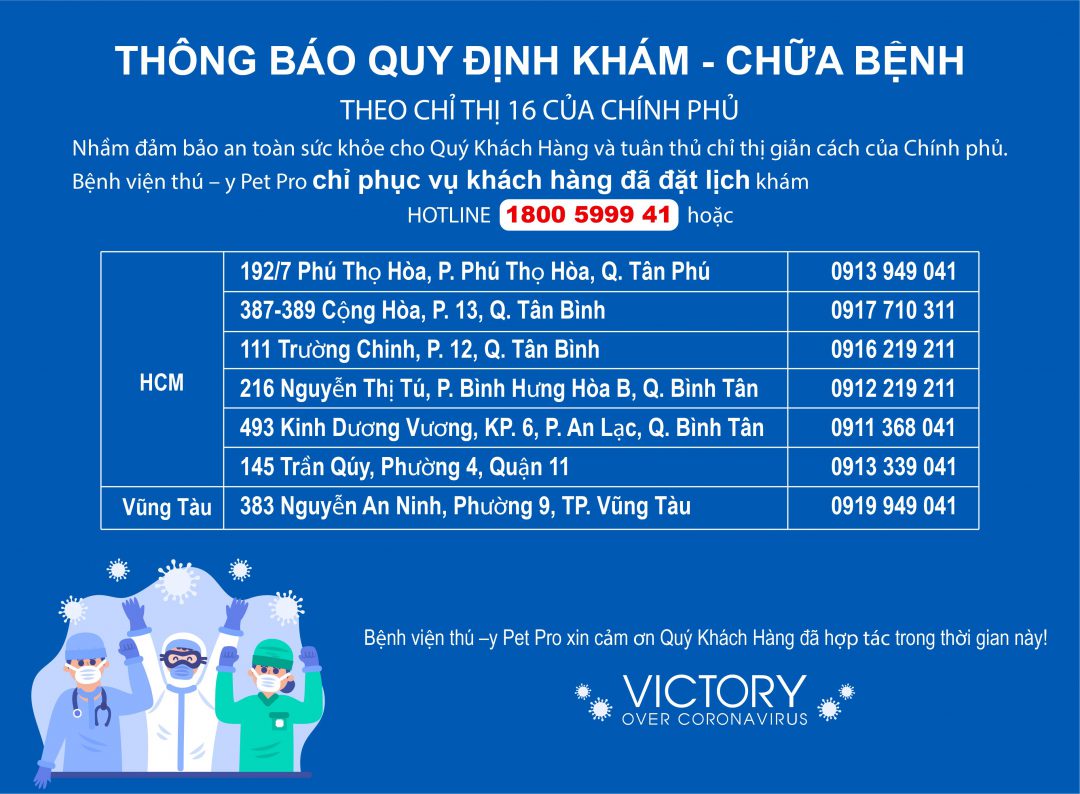 THÔNG BÁO QUY ĐỊNH KHÁM - CHỮA BỆNH
THEO CHỈ THỊ 16 CỦA CHÍNH PHỦ
Nhằm đảm bảo an toàn sức khỏe cho Quý Khách Hàng và tuân thủ chỉ thị giản cách của Chính phủ.
Bệnh viện thú – y Pet Pro chỉ phục vụ khách hàng đã đặt lịch khám
HOTLINE 1800 5999 41 hoặc
HCM
192/7 Phú Thọ Hòa, P. Phú Thọ Hòa, Q. Tân Phú 0913 949 041
387-389 Cộng Hòa, P. 13, Q. Tân Bình 0917 710 311
111 Trường Chinh, P. 12, Q. Tân Bình 0916 219 211
216 Nguyễn Thị Tú, P. Bình Hưng Hòa B, Q. Bình Tân 0912 219 211
493 Kinh Dương Vương, KP. 6, P. An Lạc, Q. Bình Tân 0911 368 041
145 Trần Qúy, Phường 4, Quận 11 0913 339 041
Vũng Tàu 383 Nguyễn An Ninh, Phường 9, TP. Vũng Tàu 0919 949 041
Bệnh viện thú –y Pet Pro xin cảm ơn Quý Khách Hàng đã hợp tác trong thời gian này!
VICTORY
OVER CORONAVIRUS